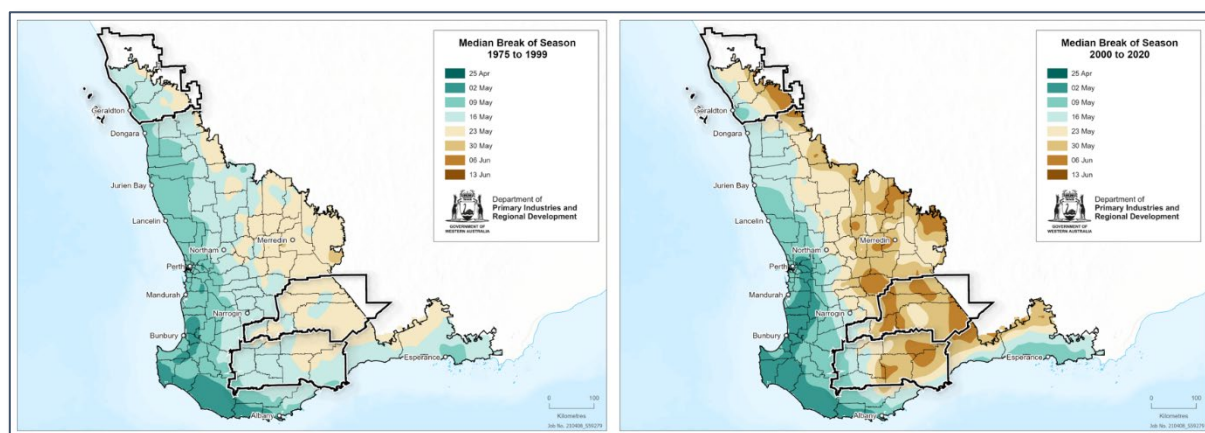 Median Break of Season
1975 to 1999
25 Apr
02 May
09 May
16 May
23 May
30 May
06 Jun
13 Jun
Department of
Primary Industries and
Regional Development
GOVERNMENT OF
WESTERN AUSTRALIA
Geraldton
Dongara
Jurien Bay
Lancelin
Northam
Merredin
Perth
Mandurah
Narrogin
Bunbury
Esperance
Albany
0 100
Kilometres
Median Break of Season
2000 to 2020
25 Apr
02 May
09 May
16 May
23 May
30 May
06 Jun
13 Jun
Department of
Primary Industries and
Regional Development
GOVERNMENT OF
WESTERN AUSTRALIA
Geraldton
Dongara
Jurien Bay
Lancelin
Northam
Merredin
Perth
Mandurah
Narrogin
Bunbury
Esperance
Albany
0 100
Kilometres